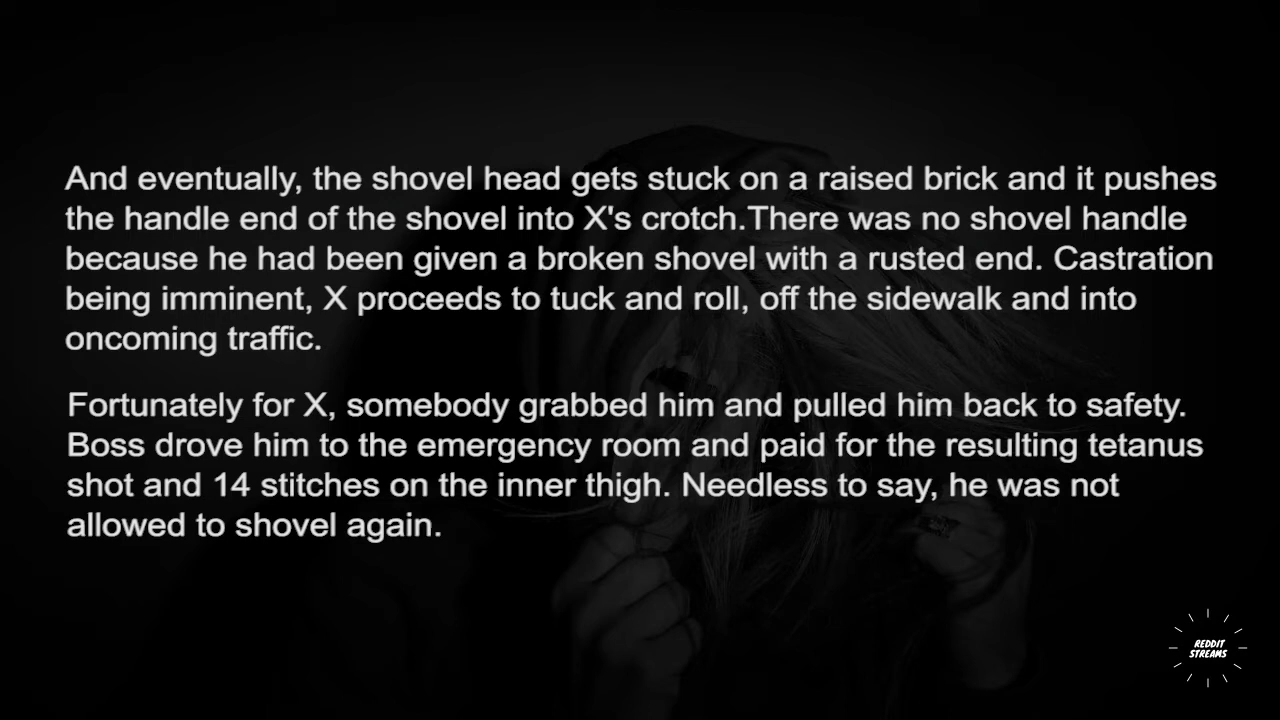 And eventually, the shovel head gets stuck on a raised brick and it pushes
the handle end of the shovel into X's crotch.There was no shovel handle
because he had been given a broken shovel with a rusted end. Castration
being imminent, X proceeds to tuck and roll, off the sidewalk and into
oncoming traffic.
Fortunately for X, somebody grabbed him and pulled him back to safety.
Boss drove him to the emergency room and paid for the resulting tetanus
shot and 14 stitches on the inner thigh. Needless to say, he was not
allowed to shovel again.
REDDIT
STREAMS